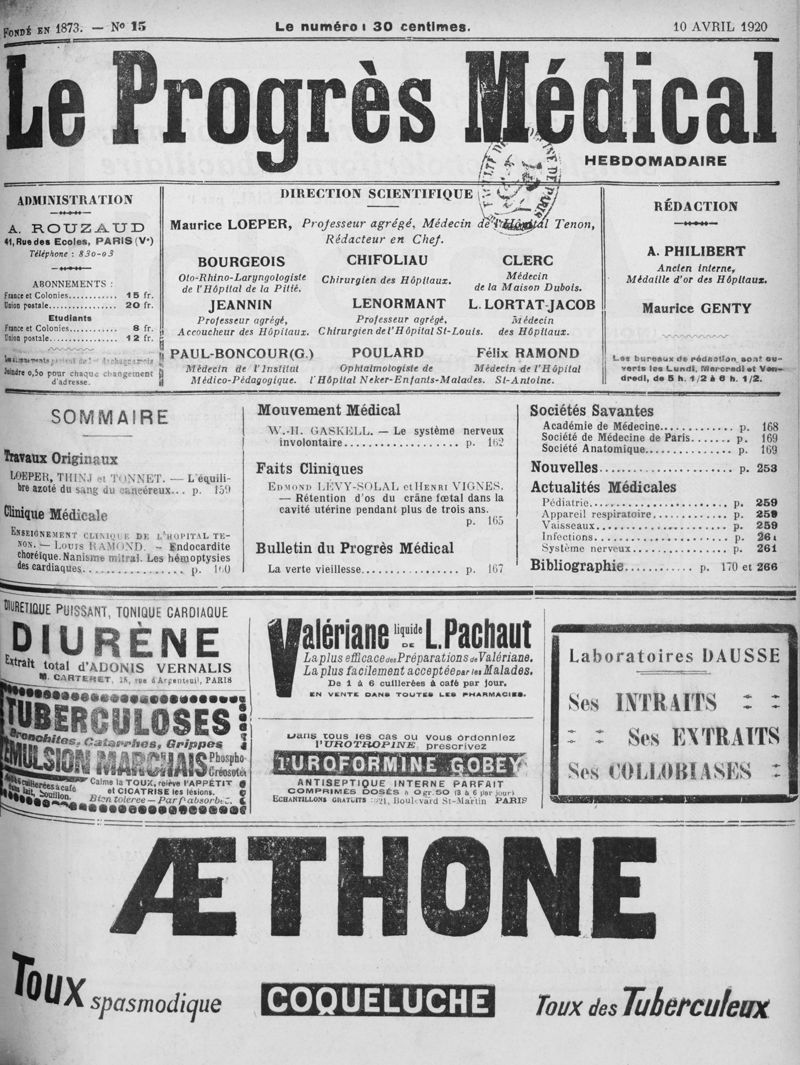 FONDÉ EN 1873. — No 15
Le numéro : 30 centimes.
10 AVRIL 1920
Le Progrès Médical
HEBDOMADAIRE
ADMINISTRATION
A. ROUZAUD
41, Rue des Ecoles, PARIS (Ve)
Téléphone : 830-03
ABONNEMENTS :
France et Colonies........... 15 fr.
Union postale.................. 20 fr.
Etudiants
France et Colonies........... 8 fr.
Union postale.................. 12 fr.
Joindre 0,50 pour chaque changement
d'adresse.
DIRECTION SCIENTIFIQUE
Maurice LOEPER, Professeur agrégé, Médecin de l'Hôpital Tenon,
Rédacteur en Chef.
BOURGEOIS
Oto-Rhino-Laryngologiste
de l'Hôpital de la Pitié.
CHIFOLIAU
Chirurgien des Hôpitaux.
CLERC
Médecin
de la Maison Dubois.
JEANNIN
Professeur agrégé,
Accoucheur des Hôpitaux.
LENORMANT
Professeur agrégé,
Chirurgien de l'Hôpital St-Louis.
L. LORTAT-JACOB
Médecin
des Hôpitaux.
PAUL-BONCOUR (G.)
Médecin de l'Institut
Médico-Pédagogique.
POULARD
Ophtalmologiste de
l'Hôpital Neker-Enfants-Malades.
Félix RAMOND
Médecin de l'Hôpital
St-Antoine.
RÉDACTION
A. PHILIBERT
Ancien interne,
Médaille d'or des Hôpitaux.
Maurice GENTY
Les bureaux de rédaction sont ou-
verts les Lundi, Mercredi et Ven-
dredi, de 5 h. 1/2 à 6 h. 1/2.
SOMMAIRE
Travaux Originaux
LOEPER, THINJ et TONNET. — L'équili-
bre azoté du sang du cancéreux... p. 159
Clinique Médicale
ENSEIGNEMENT CLINIQUE DE L'HOPITAL TE-
NON. — LOUIS RAMOND. — Endocardite
choréique. Nanisme mitral. Les hémoptysies
des cardiaques.................. p. 160
Mouvement Médical
W.-H. GASKELL. — Le système nerveux
involontaire.................. p. 162
Faits Cliniques
EDMOND LÉVY-SOLAL et HENRI VIGNES.
— Rétention d'os du crâne fœtal dans la
cavité utérine pendant plus de trois ans.
p. 165
Bulletin du Progrès Médical
La verte vieillesse.................. p. 167
Sociétés Savantes
Académie de Médecine.............. p. 168
Société de Médecine de Paris....... p. 169
Société Anatomique................. p. 169
Nouvelles.................. p. 253
Actualités Médicales
Pédiatrie.................. p. 259
Appareil respiratoire.............. p. 259
Vaisseaux.................. p. 259
Infections.................. p. 261
Système nerveux.................. p. 261
Bibliographie............ p. 170 et 266
DIURETIQUE PUISSANT, TONIQUE CARDIAQUE
DIURÈNE
Extrait total d'ADONIS VERNALIS
M. CARTERET, 15, rue d'Argenteuil, PARIS
TUBERCULOSES
Bronchites, Catarrhes, Grippes
EMULSION MARCHAIS Phospho-
Créosotée
Calme la TOUX, relève l'APPÉTIT
et CICATRISE les lésions.
Bien tolérée — Parf' absorbée.
Valériane liquide de L. Pachaut
La plus efficace des Préparations de Valériane.
La plus facilement acceptée par les Malades.
De 1 à 6 cuillerées à café par jour.
EN VENTE DANS TOUTES LES PHARMACIES.
Dans tous les cas ou vous ordonniez
l'UROTROPINE prescrivez
l'UROFORMINE GOBEY
ANTISEPTIQUE INTERNE PARFAIT
COMPRIMÉS DOSÉS à 0 gr. 50 (3 à 6 par jour)
ECHANTILLONS GRATUITS : 21, Boulevard St-Martin PARIS
Laboratoires DAUSSE
Ses INTRAITS
Ses EXTRAITS
Ses COLLOBIASES
ÆTHONE
Toux spasmodique
COQUELUCHE
Toux des Tuberculeux